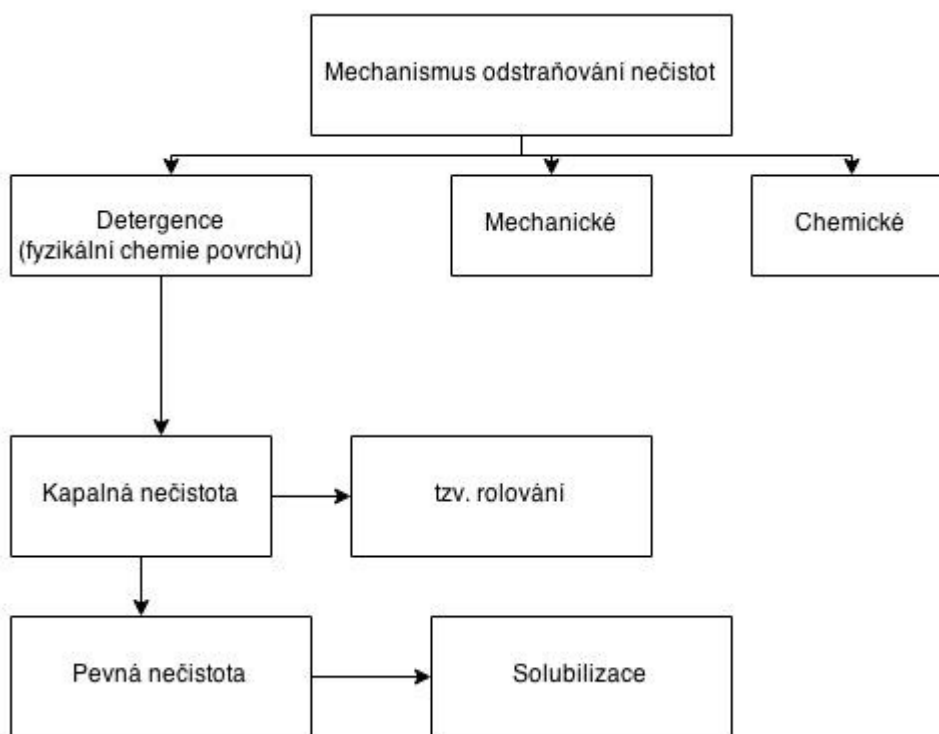 Mechanismus odstraňování nečistot
Detergence
(fyzikální chemie povrchů)
Mechanické
Chemické
Kapalná nečistota
tzv. rolování
Pevná nečistota
Solubilizace